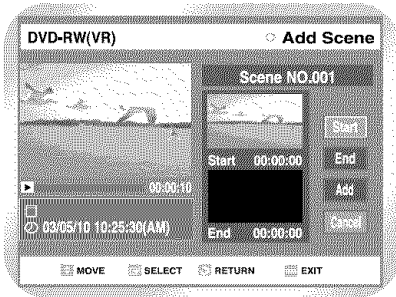 DVD-RW(VR)
Add Scene
Scene NO.001
Start 00:00:00
End 00:00:00
Start
End
Add
Cancel
00:00:10
03/05/10 10:25:30(AM)
MOVE SELECT RETURN EXIT